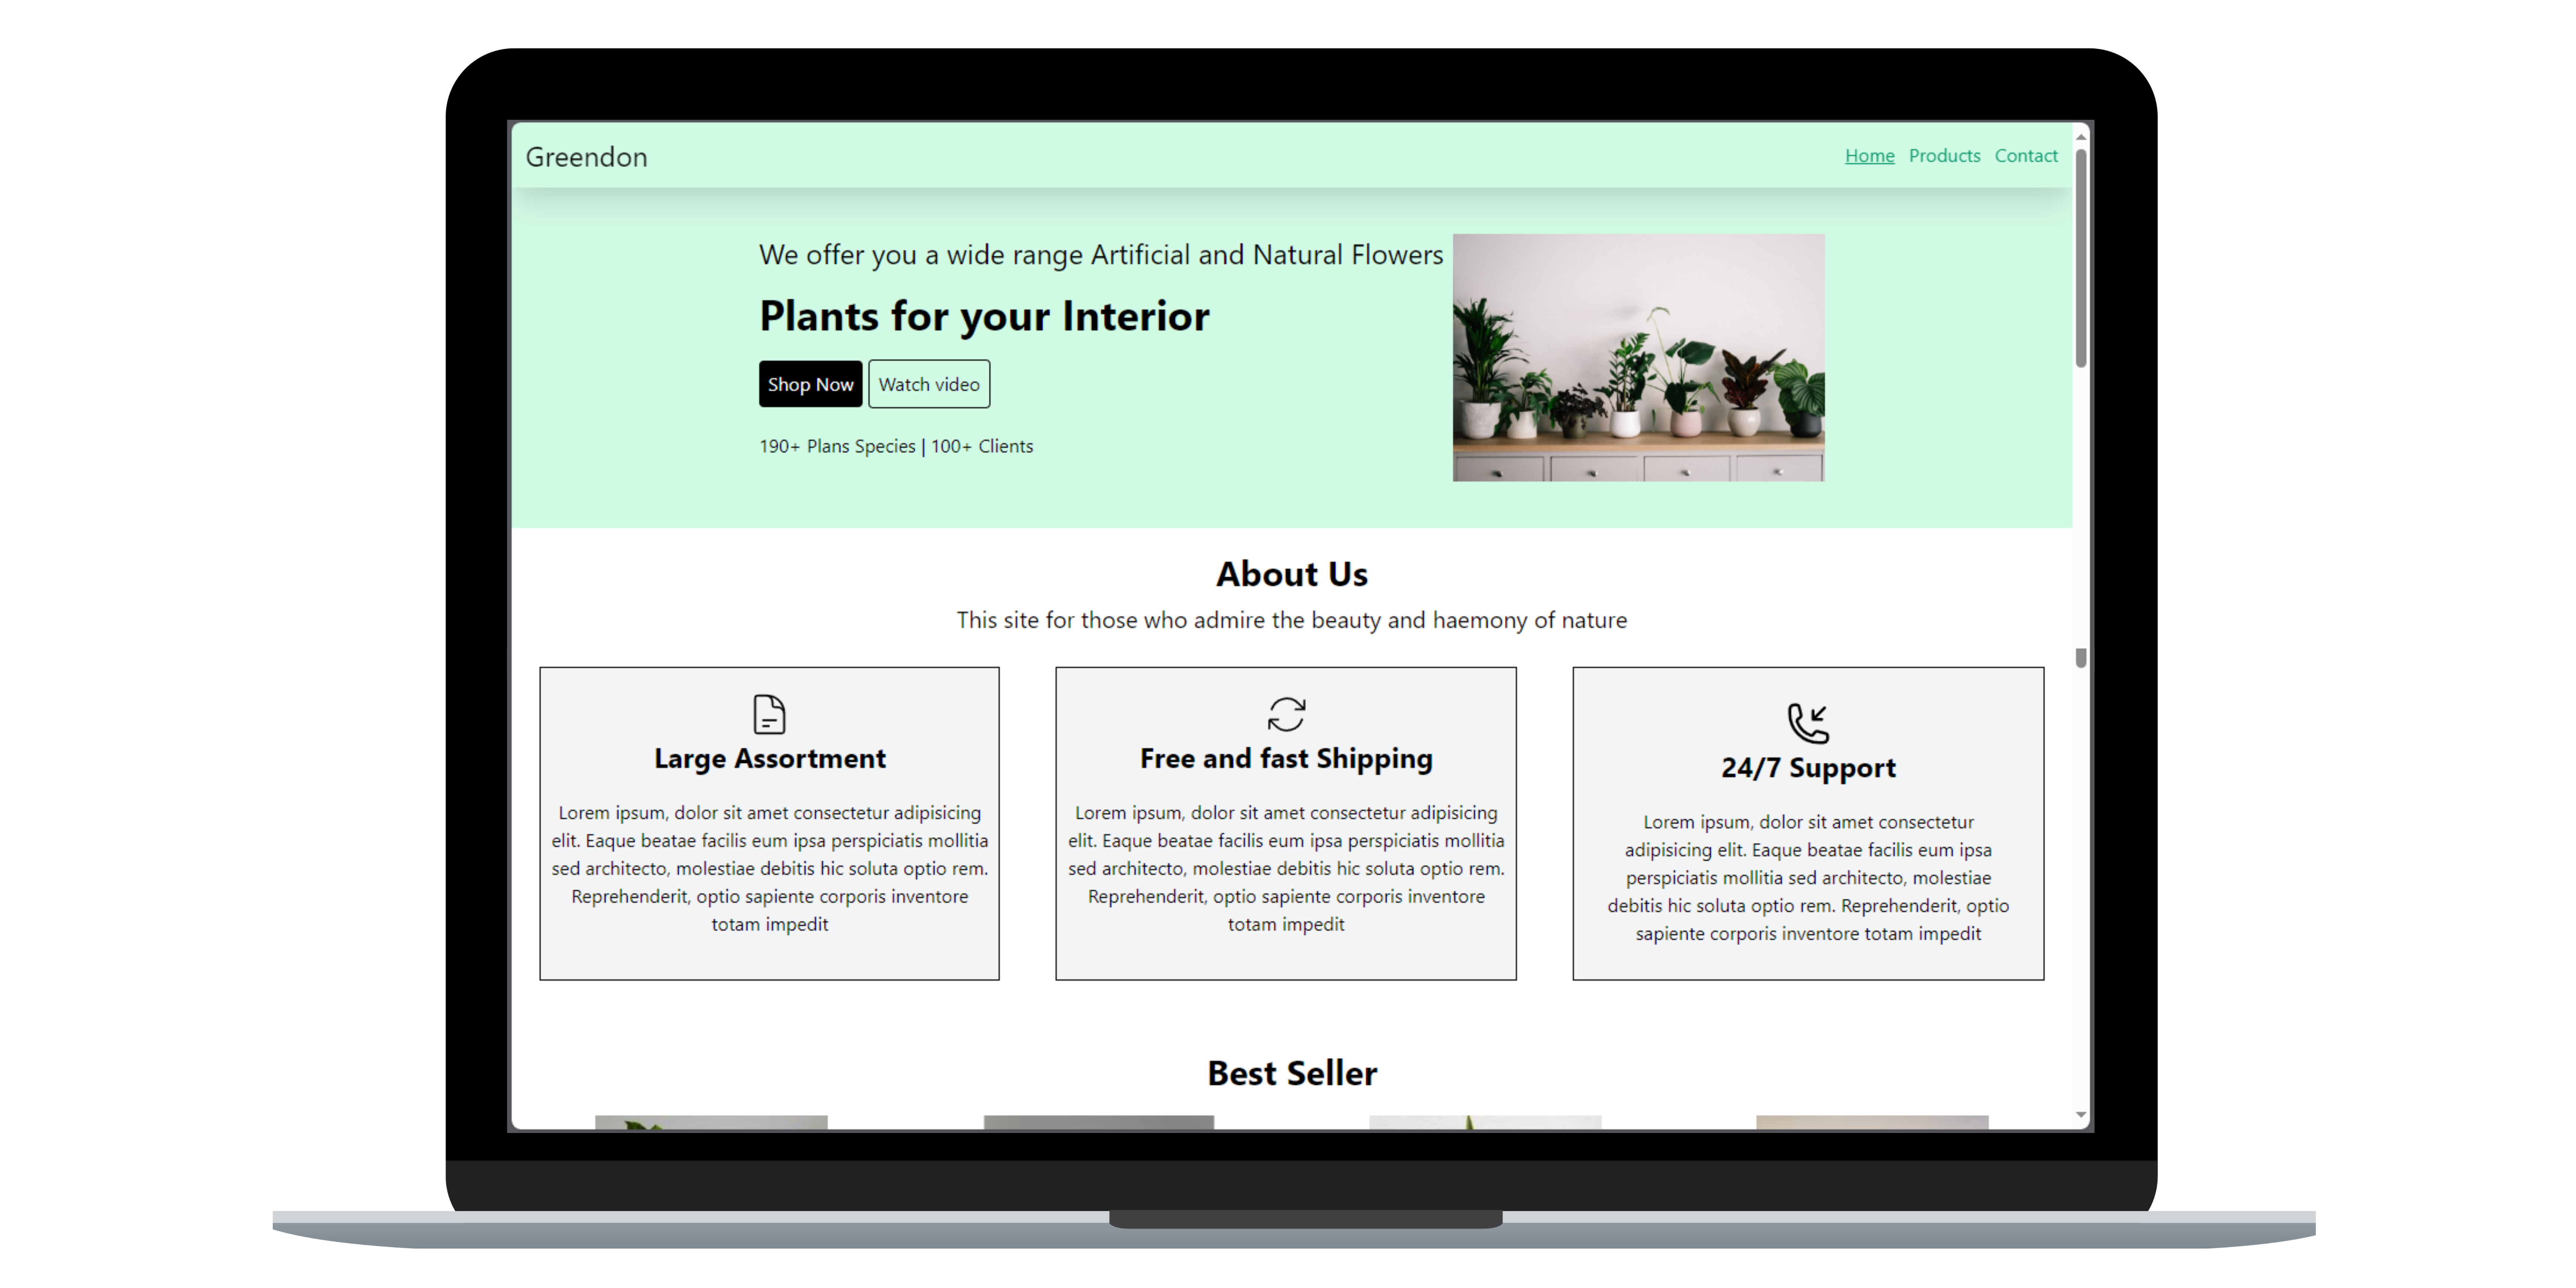 Greendon
Home Products Contact
We offer you a wide range Artificial and Natural Flowers
Plants for your Interior
Shop Now Watch video
190+ Plans Species | 100+ Clients
About Us
This site for those who admire the beauty and haemony of nature
Large Assortment
Lorem ipsum, dolor sit amet consectetur adipisicing
elit. Eaque beatae facilis eum ipsa perspiciatis mollitia
sed architecto, molestiae debitis hic soluta optio rem.
Reprehenderit, optio sapiente corporis inventore
totam impedit
Free and fast Shipping
Lorem ipsum, dolor sit amet consectetur adipisicing
elit. Eaque beatae facilis eum ipsa perspiciatis mollitia
sed architecto, molestiae debitis hic soluta optio rem.
Reprehenderit, optio sapiente corporis inventore
totam impedit
24/7 Support
Lorem ipsum, dolor sit amet consectetur
adipisicing elit. Eaque beatae facilis eum ipsa
perspiciatis mollitia sed architecto, molestiae
debitis hic soluta optio rem. Reprehenderit, optio
sapiente corporis inventore totam impedit
Best Seller